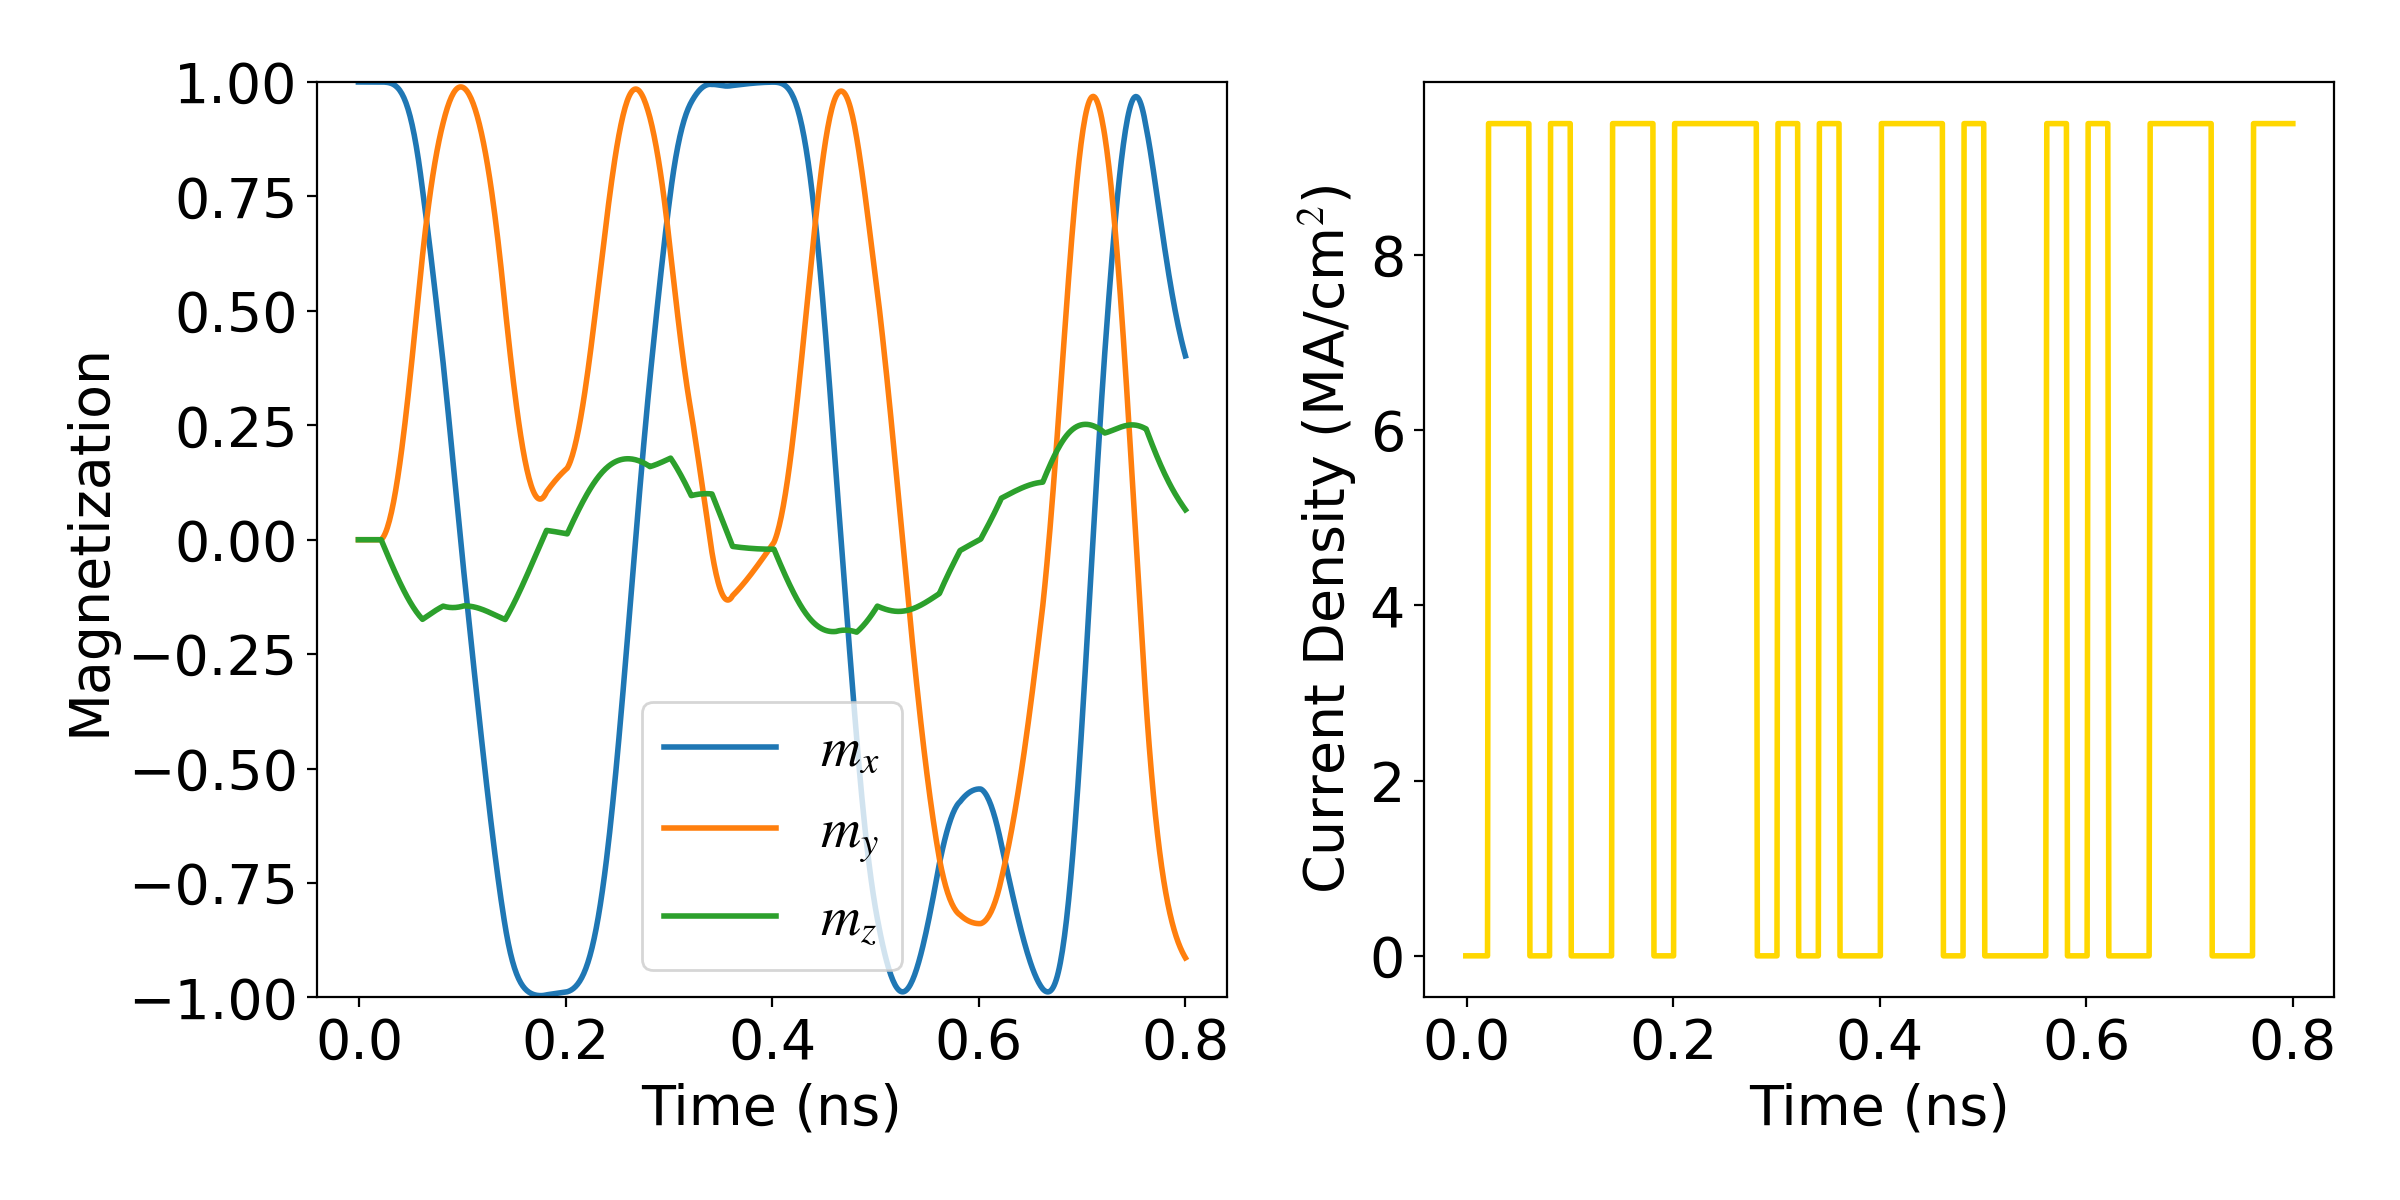 1.00
0.75
0.50
0.25
0.00
−0.25
−0.50
−0.75
−1.00
Magnetization
0.0 0.2 0.4 0.6 0.8
Time (ns)
m_x
m_y
m_z
8
6
4
2
0
Current Density (MA/cm²)
0.0 0.2 0.4 0.6 0.8
Time (ns)